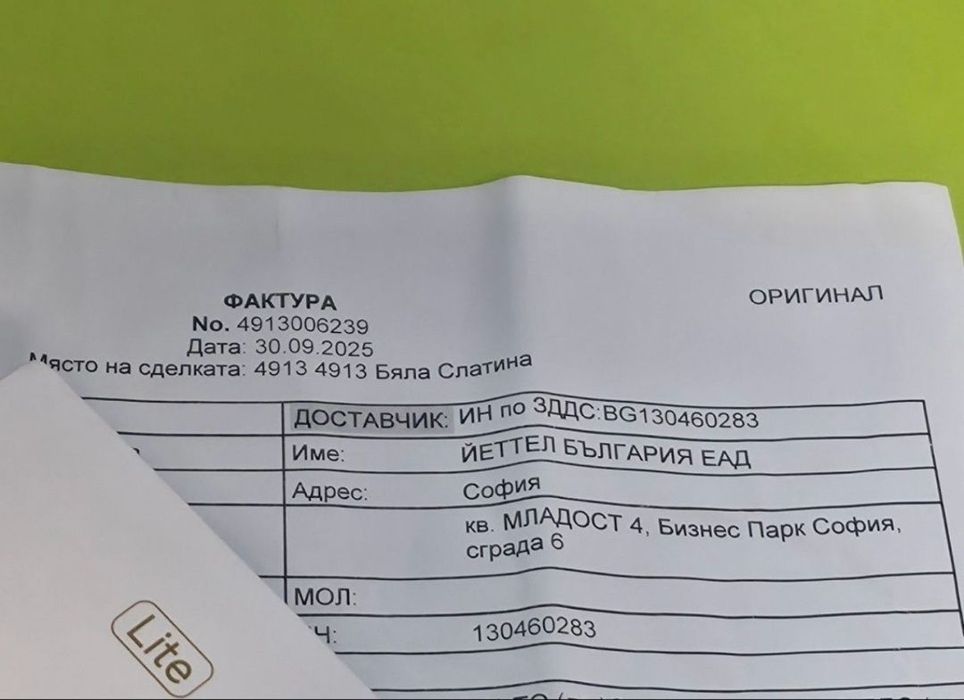 ФАКТУРА
ОРИГИНАЛ
No. 4913006239
Дата: 30.09.2025
Място на сделката: 4913 4913 Бяла Слатина
ДОСТАВЧИК: ИН по ЗДДС:BG130460283
Име: ЙЕТТЕЛ БЪЛГАРИЯ ЕАД
Адрес: София
кв. МЛАДОСТ 4, Бизнес Парк София,
сграда 6
МОЛ:
Ч: 130460283
Lite